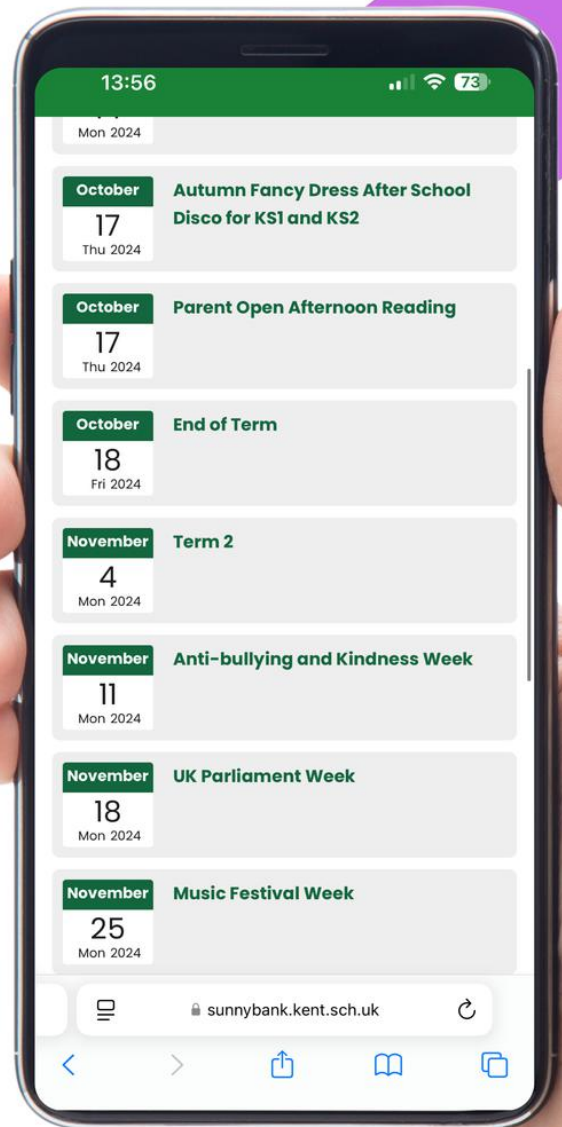 13:56
73
Mon 2024
October
17
Thu 2024
Autumn Fancy Dress After School
Disco for KS1 and KS2
October
17
Thu 2024
Parent Open Afternoon Reading
October
18
Fri 2024
End of Term
November
4
Mon 2024
Term 2
November
11
Mon 2024
Anti-bullying and Kindness Week
November
18
Mon 2024
UK Parliament Week
November
25
Mon 2024
Music Festival Week
sunnybank.kent.sch.uk